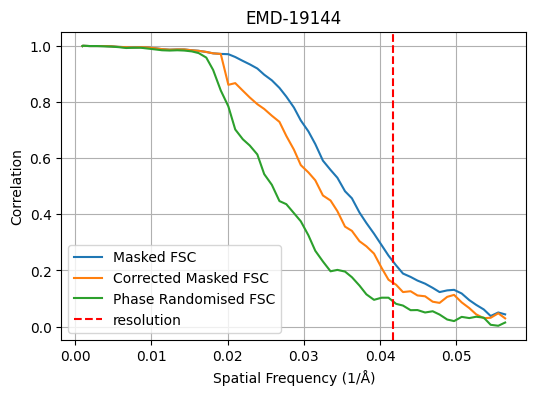 EMD-19144
Correlation
1.0
0.8
0.6
0.4
0.2
0.0
Masked FSC
Corrected Masked FSC
Phase Randomised FSC
resolution
0.00 0.01 0.02 0.03 0.04 0.05
Spatial Frequency (1/Å)